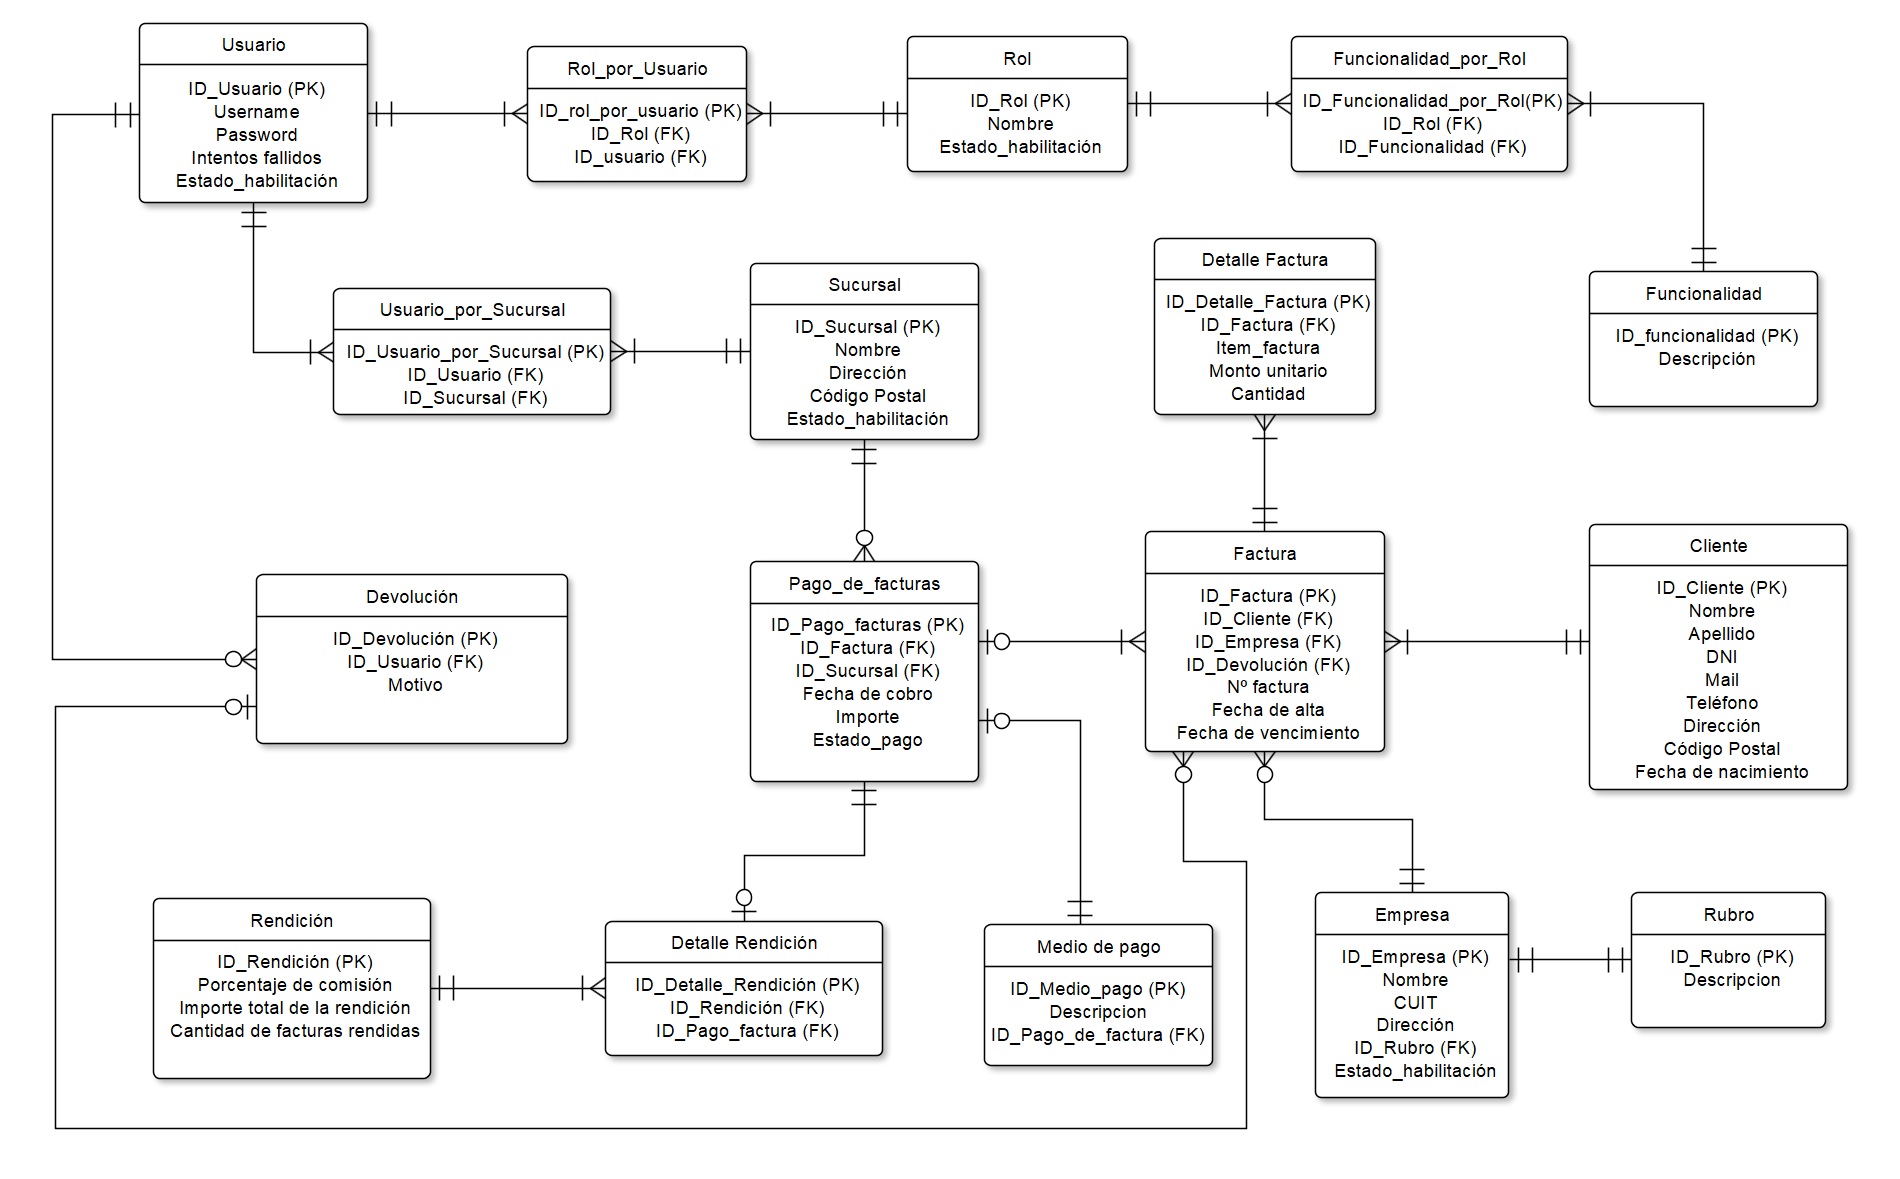 Usuario
ID_Usuario (PK)
Username
Password
Intentos fallidos
Estado_habilitación
Rol_por_Usuario
ID_rol_por_usuario (PK)
ID_Rol (FK)
ID_usuario (FK)
Rol
ID_Rol (PK)
Nombre
Estado_habilitación
Funcionalidad_por_Rol
ID_Funcionalidad_por_Rol(PK)
ID_Rol (FK)
ID_Funcionalidad (FK)
Usuario_por_Sucursal
ID_Usuario_por_Sucursal (PK)
ID_Usuario (FK)
ID_Sucursal (FK)
Sucursal
ID_Sucursal (PK)
Nombre
Dirección
Código Postal
Estado_habilitación
Detalle Factura
ID_Detalle_Factura (PK)
ID_Factura (FK)
Item_factura
Monto unitario
Cantidad
Funcionalidad
ID_funcionalidad (PK)
Descripción
Devolución
ID_Devolución (PK)
ID_Usuario (FK)
Motivo
Pago_de_facturas
ID_Pago_facturas (PK)
ID_Factura (FK)
ID_Sucursal (FK)
Fecha de cobro
Importe
Estado_pago
Factura
ID_Factura (PK)
ID_Cliente (FK)
ID_Empresa (FK)
ID_Devolución (FK)
Nº factura
Fecha de alta
Fecha de vencimiento
Cliente
ID_Cliente (PK)
Nombre
Apellido
DNI
Mail
Teléfono
Dirección
Código Postal
Fecha de nacimiento
Rendición
ID_Rendición (PK)
Porcentaje de comisión
Importe total de la rendición
Cantidad de facturas rendidas
Detalle Rendición
ID_Detalle_Rendición (PK)
ID_Rendición (FK)
ID_Pago_factura (FK)
Medio de pago
ID_Medio_pago (PK)
Descripcion
ID_Pago_de_factura (FK)
Empresa
ID_Empresa (PK)
Nombre
CUIT
Dirección
ID_Rubro (FK)
Estado_habilitación
Rubro
ID_Rubro (PK)
Descripcion